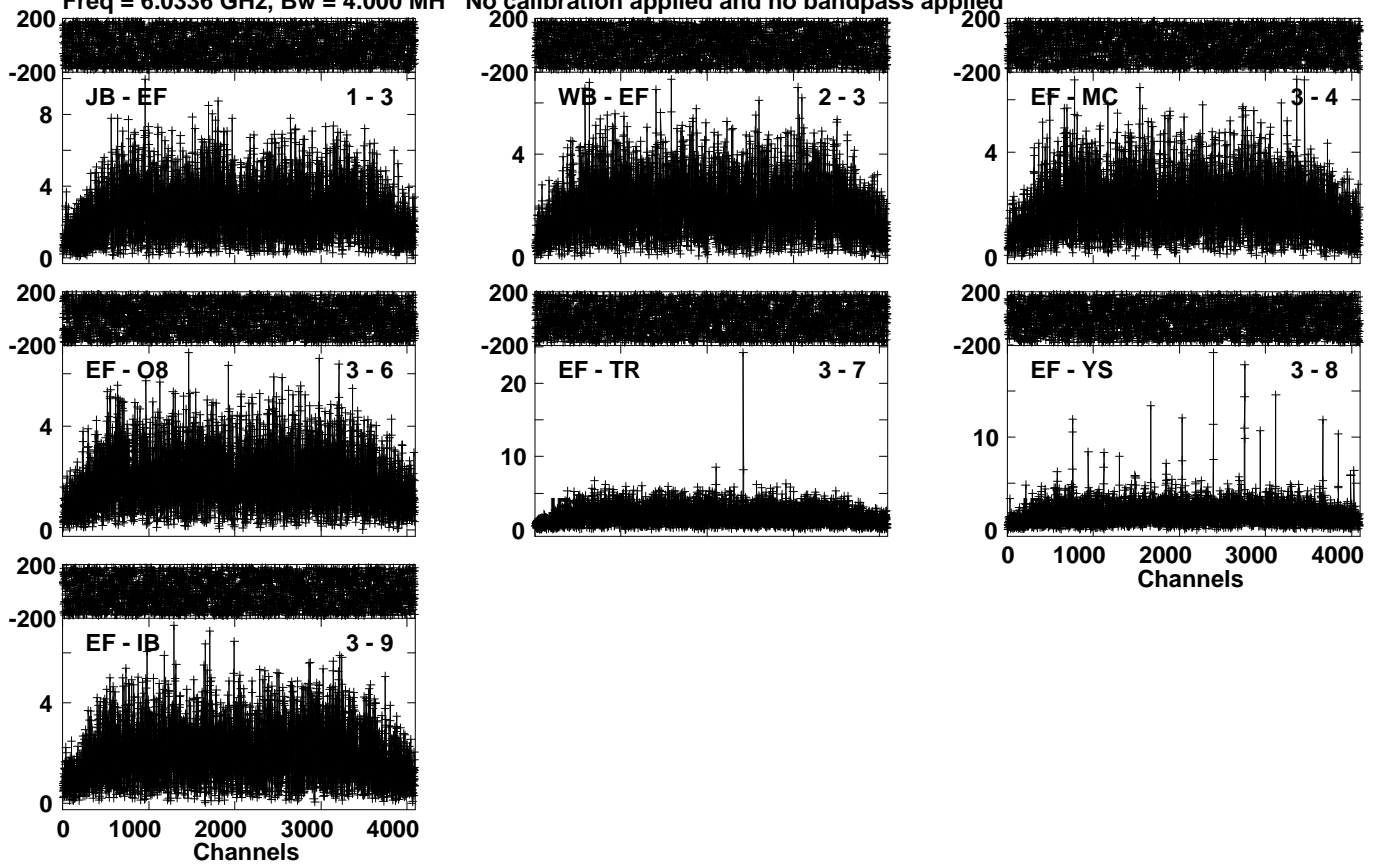 Freq = 6.0336 GHz, Bw = 4.000 MH No calibration applied and no bandpass applied
200 200 200
-200 -200 -200
JB - EF 1 - 3 WB - EF 2 - 3 EF - MC 3 - 4
8
4 4 4
0 0 0
200 200 200
-200 -200 -200
EF - O8 3 - 6 EF - TR 3 - 7 EF - YS 3 - 8
20
4 10 10
0 0 0
0 1000 2000 3000 4000
Channels
200
-200
EF - IB 3 - 9
4
0
0 1000 2000 3000 4000
Channels